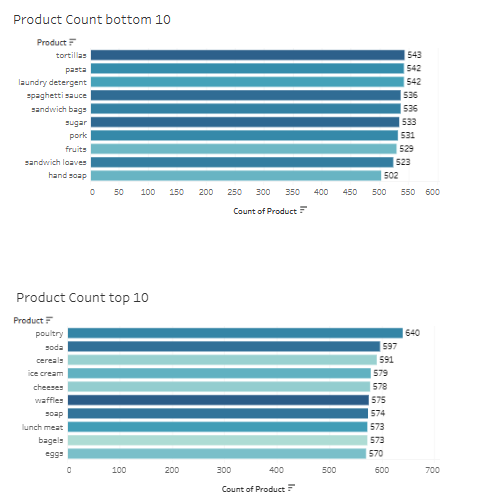 Product Count bottom 10
Product
tortillas 543
pasta 542
laundry detergent 542
spaghetti sauce 536
sandwich bags 536
sugar 533
pork 531
fruits 529
sandwich loaves 523
hand soap 502
0 50 100 150 200 250 300 350 400 450 500 550 600
Count of Product
Product Count top 10
Product
poultry 640
soda 597
cereals 591
ice cream 579
cheeses 578
waffles 575
soap 574
lunch meat 573
bagels 573
eggs 570
0 100 200 300 400 500 600 700
Count of Product